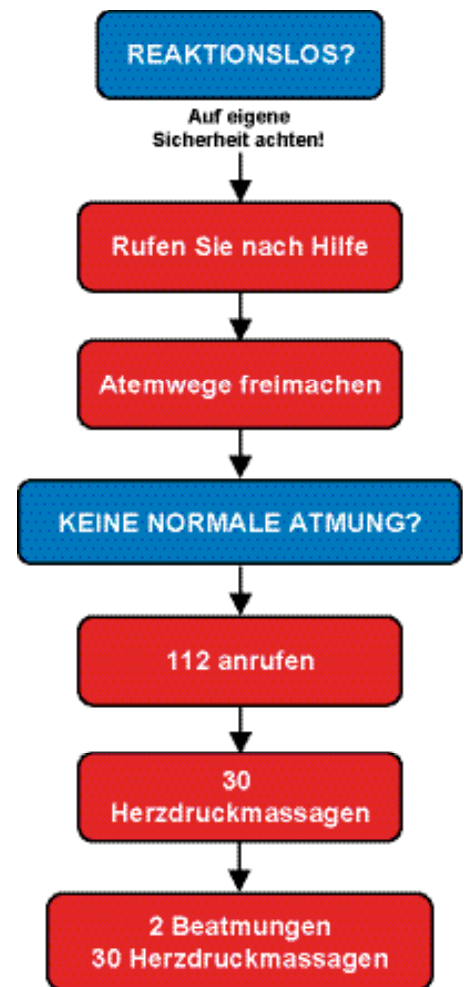 REAKTIONSLOS?
Auf eigene
Sicherheit achten!
Rufen Sie nach Hilfe
Atemwege freimachen
KEINE NORMALE ATMUNG?
112 anrufen
30
Herzdruckmassagen
2 Beatmungen
30 Herzdruckmassagen